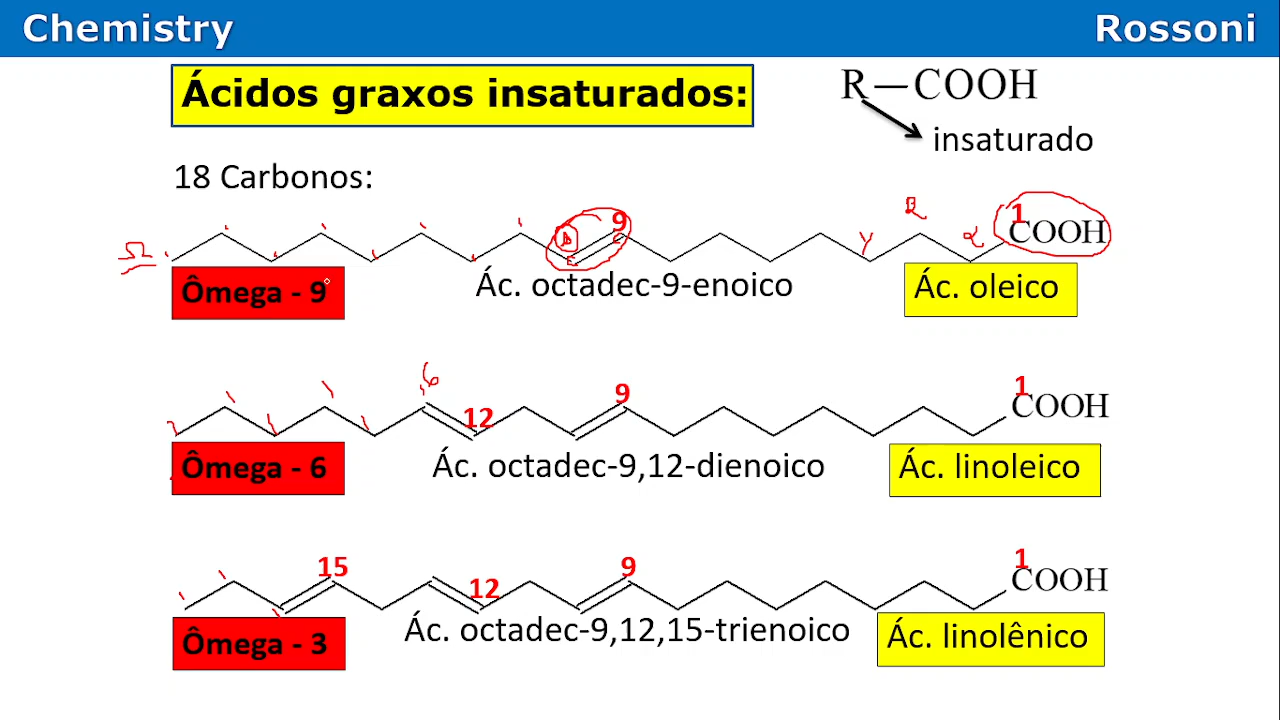 Chemistry Rossoni
Ácidos graxos insaturados:
R—COOH
insaturado
18 Carbonos:
Ω 9 γ β α 1 COOH
Ômega - 9 Ác. octadec-9-enoico Ác. oleico
6 12 9 1 COOH
Ômega - 6 Ác. octadec-9,12-dienoico Ác. linoleico
15 12 9 1 COOH
Ômega - 3 Ác. octadec-9,12,15-trienoico Ác. linolênico